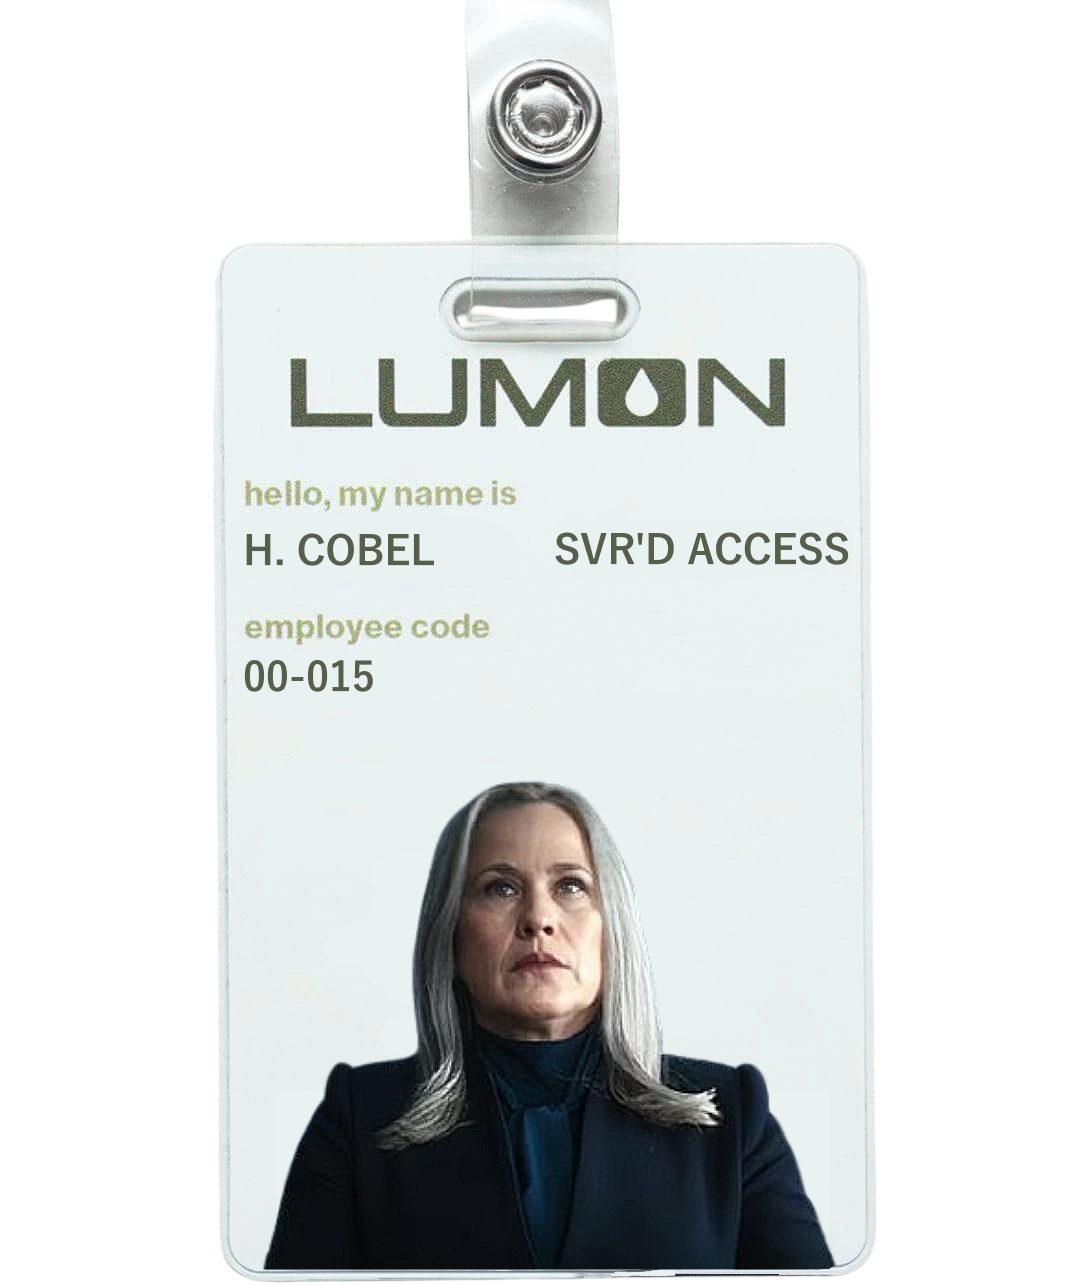 LUMON
hello, my name is
H. COBEL SVR'D ACCESS
employee code
00-015